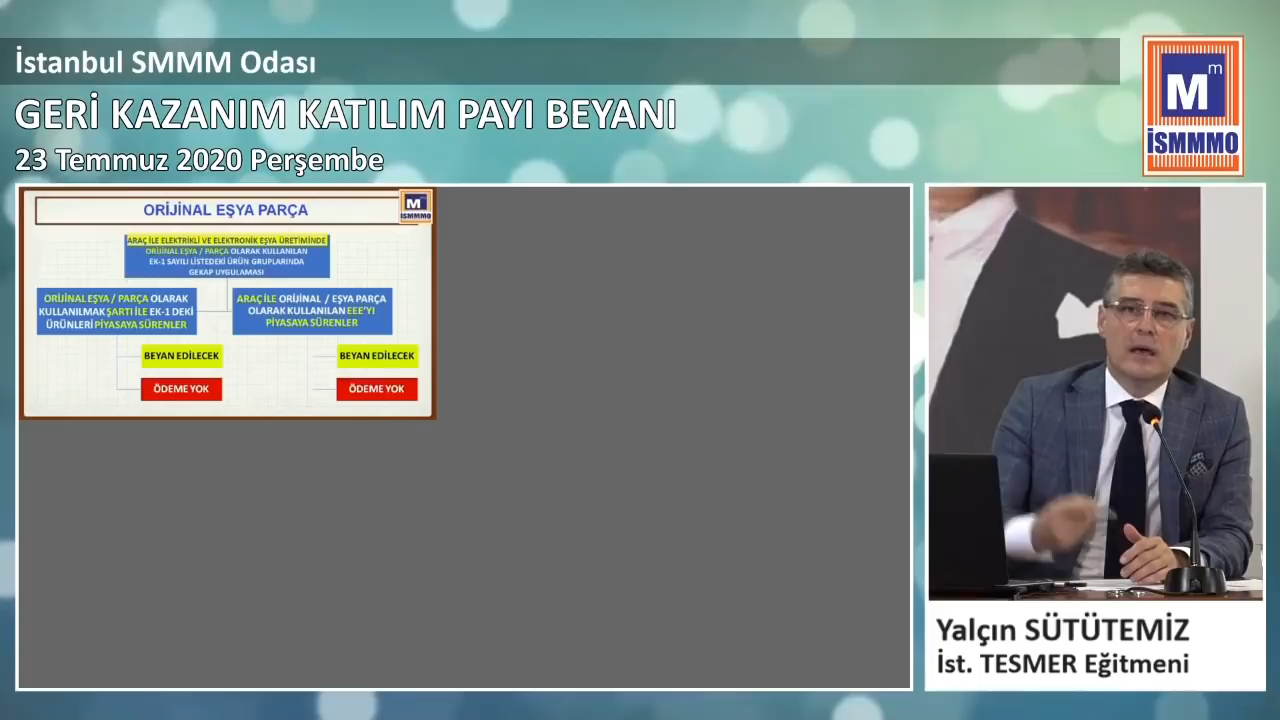 İstanbul SMMM Odası
GERİ KAZANIM KATILIM PAYI BEYANI
23 Temmuz 2020 Perşembe
M m
İSMMMO
ORİJİNAL EŞYA PARÇA
M m
İSMMMO
ARAÇ İLE ELEKTRİKLİ VE ELEKTRONİK EŞYA ÜRETİMİNDE
ORİJİNAL EŞYA / PARÇA OLARAK KULLANILAN
EK-1 SAYILI LİSTEDEKİ ÜRÜN GRUPLARINDA
GEKAP UYGULAMASI
ORİJİNAL EŞYA / PARÇA OLARAK
KULLANILMAK ŞARTI İLE EK-1 DEKİ
ÜRÜNLERİ PİYASAYA SÜRENLER
ARAÇ İLE ORİJİNAL / EŞYA PARÇA
OLARAK KULLANILAN EEE'YI
PİYASAYA SÜRENLER
BEYAN EDİLECEK
BEYAN EDİLECEK
ÖDEME YOK
ÖDEME YOK
Yalçın SÜTÜTEMİZ
İst. TESMER Eğitmeni